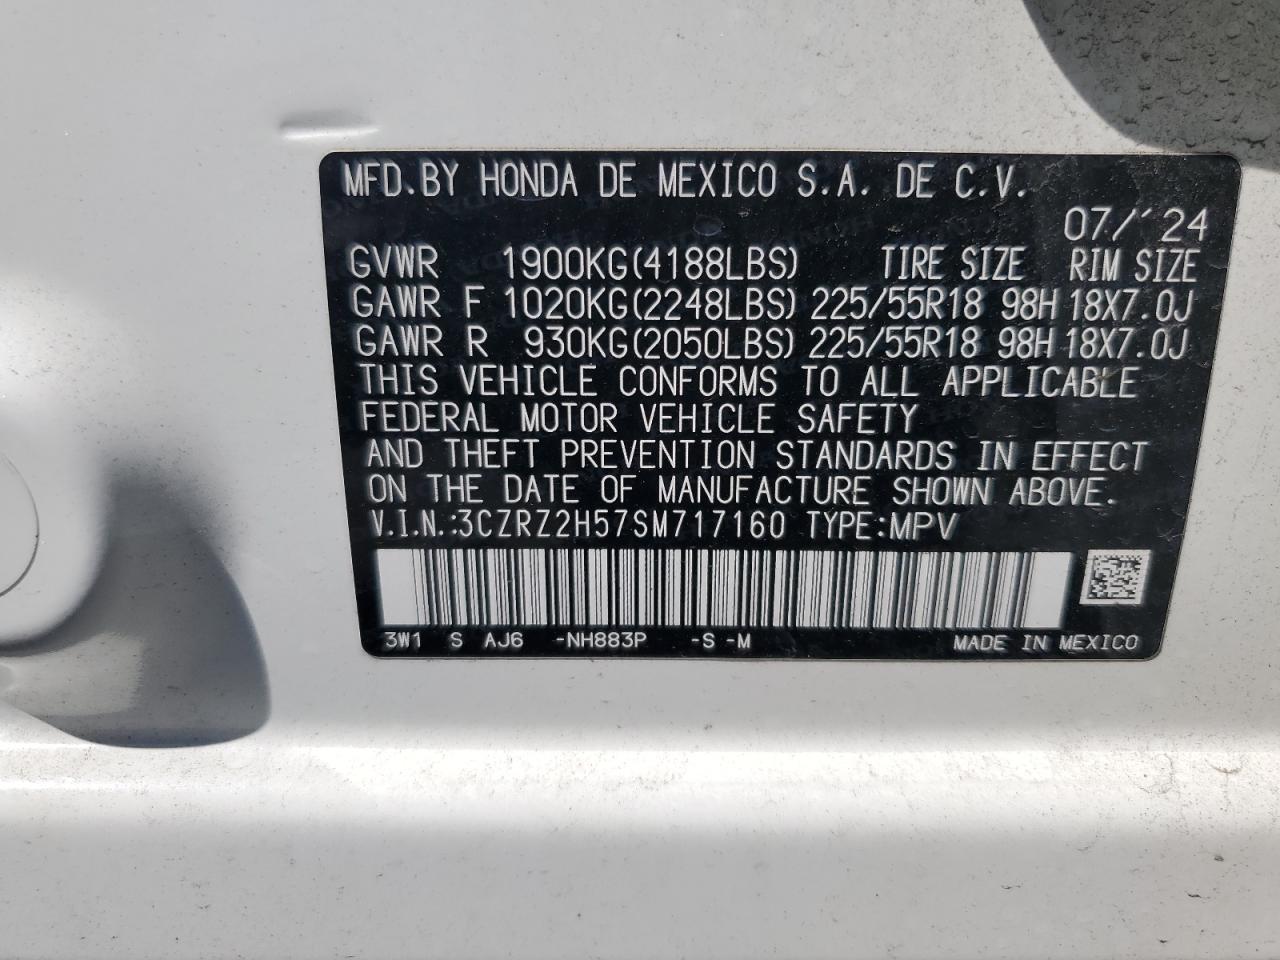 MFD.BY HONDA DE MEXICO S.A. DE C.V.
07/'24
GVWR 1900KG(4188LBS) TIRE SIZE RIM SIZE
GAWR F 1020KG(2248LBS) 225/55R18 98H 18X7.0J
GAWR R 930KG(2050LBS) 225/55R18 98H 18X7.0J
THIS VEHICLE CONFORMS TO ALL APPLICABLE
FEDERAL MOTOR VEHICLE SAFETY
AND THEFT PREVENTION STANDARDS IN EFFECT
ON THE DATE OF MANUFACTURE SHOWN ABOVE.
V.I.N.:3CZRZ2H57SM717160 TYPE:MPV
3W1 S AJ6 -NH883P -S -M MADE IN MEXICO